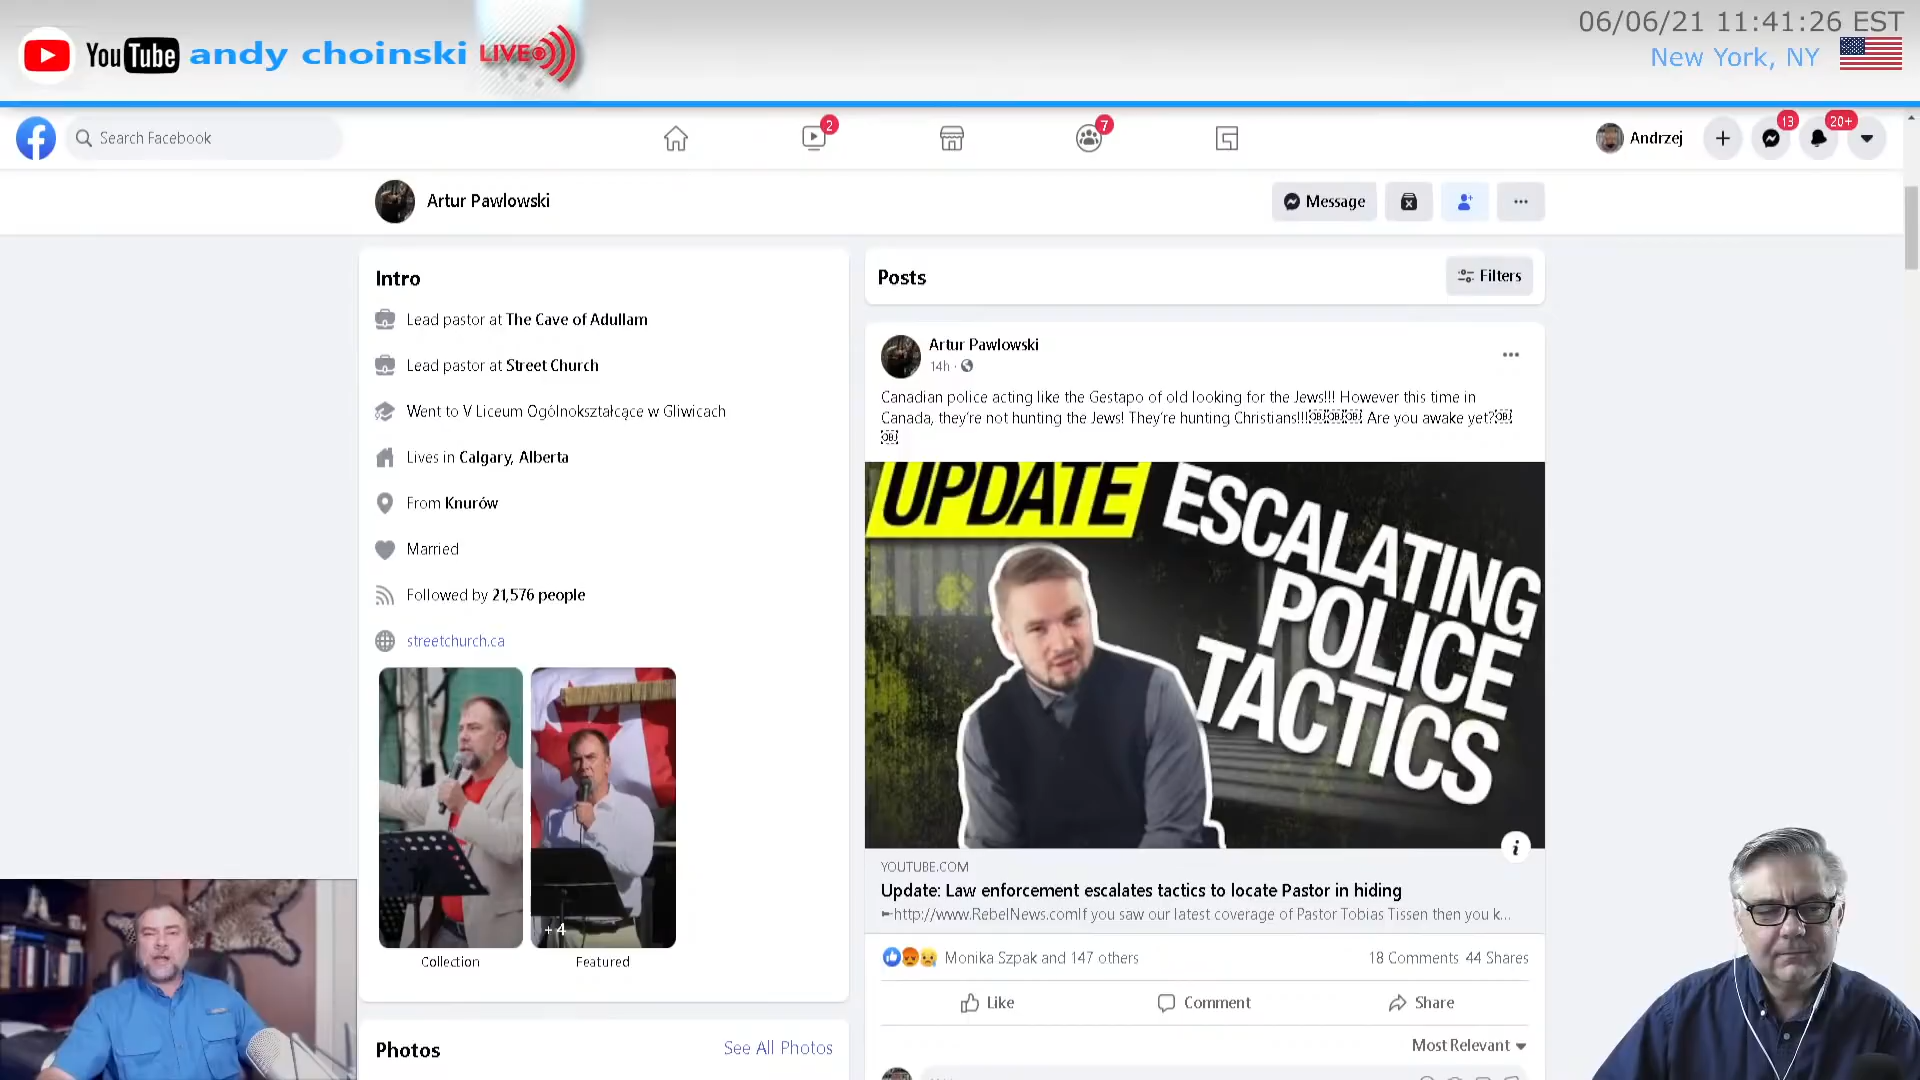 06/06/21 11:41:26 EST
YouTube andy choinski LIVE
New York, NY
Search Facebook
2
7
Andrzej
13
20+
Artur Pawlowski
Message
Intro
Lead pastor at The Cave of Adullam
Lead pastor at Street Church
Went to V Liceum Ogólnokształcące w Gliwicach
Lives in Calgary, Alberta
From Knurów
Married
Followed by 21,576 people
streetchurch.ca
+4
Collection
Featured
Photos
See All Photos
Posts
Filters
Artur Pawlowski
14h
Canadian police acting like the Gestapo of old looking for the Jews!!! However this time in
Canada, they're not hunting the Jews! They're hunting Christians!!! Are you awake yet?
UPDATE
ESCALATING
POLICE
TACTICS
YOUTUBE.COM
Update: Law enforcement escalates tactics to locate Pastor in hiding
http://www.RebelNews.comIf you saw our latest coverage of Pastor Tobias Tissen then you k...
Monika Szpak and 147 others
18 Comments 44 Shares
Like
Comment
Share
Most Relevant